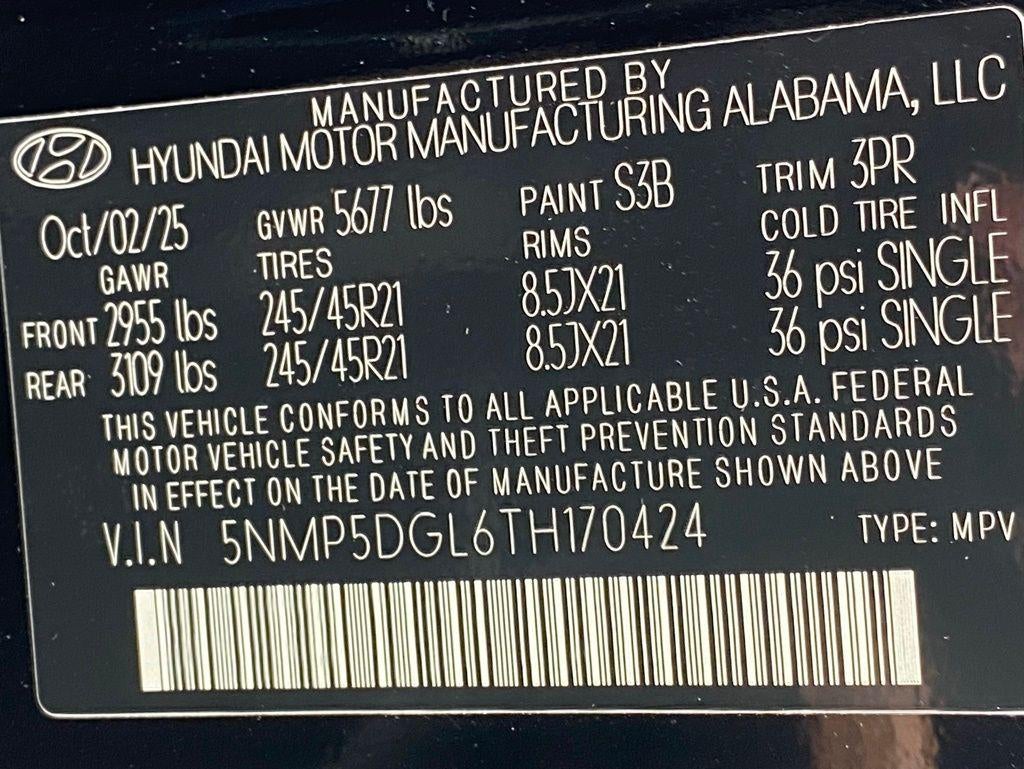 MANUFACTURED BY
HYUNDAI MOTOR MANUFACTURING ALABAMA, LLC
Oct/02/25 GVWR 5677 lbs PAINT S3B TRIM 3PR
GAWR TIRES RIMS COLD TIRE INFL
FRONT 2955 lbs 245/45R21 8.5JX21 36 psi SINGLE
REAR 3109 lbs 245/45R21 8.5JX21 36 psi SINGLE
THIS VEHICLE CONFORMS TO ALL APPLICABLE U.S.A. FEDERAL
MOTOR VEHICLE SAFETY AND THEFT PREVENTION STANDARDS
IN EFFECT ON THE DATE OF MANUFACTURE SHOWN ABOVE
V.I.N 5NMP5DGL6TH170424 TYPE: MPV